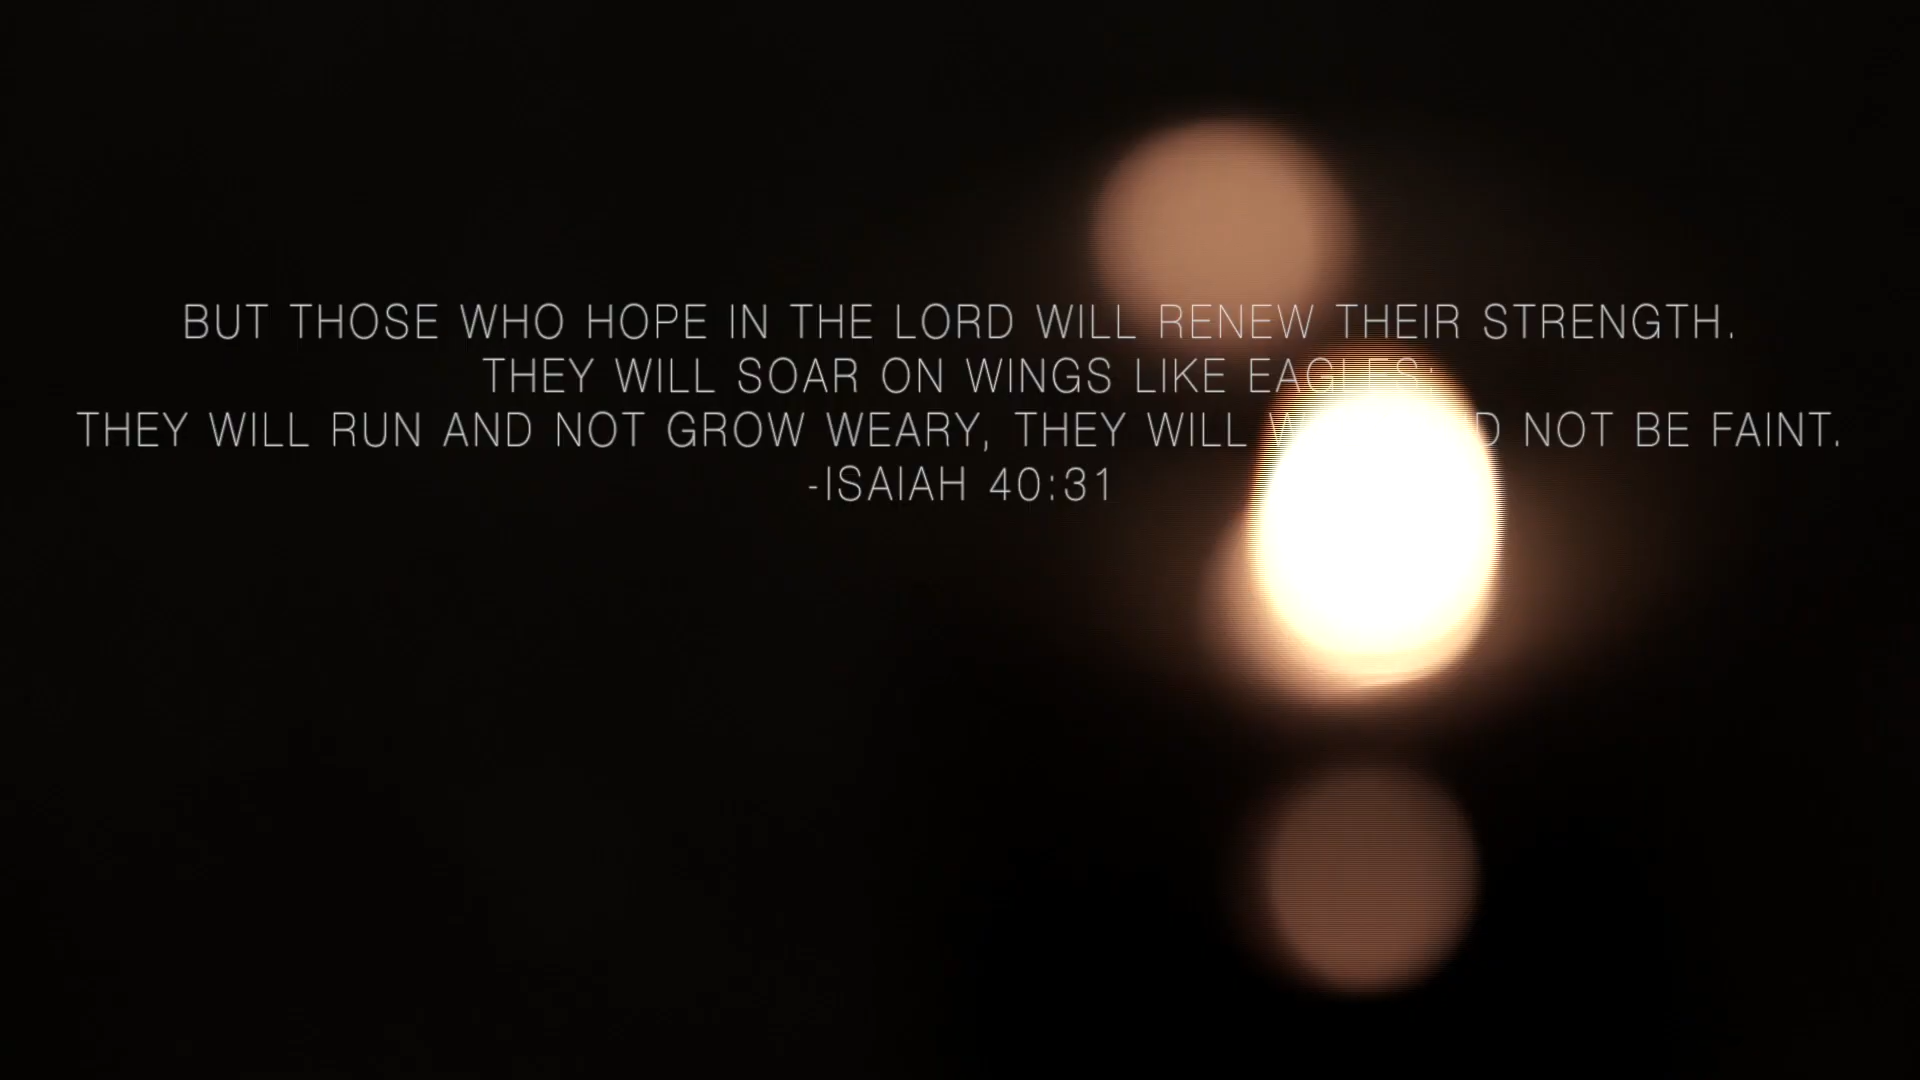 BUT THOSE WHO HOPE IN THE LORD WILL RENEW THEIR STRENGTH.
THEY WILL SOAR ON WINGS LIKE EAGLES;
THEY WILL RUN AND NOT GROW WEARY, THEY WILL NOT BE FAINT.
-ISAIAH 40:31